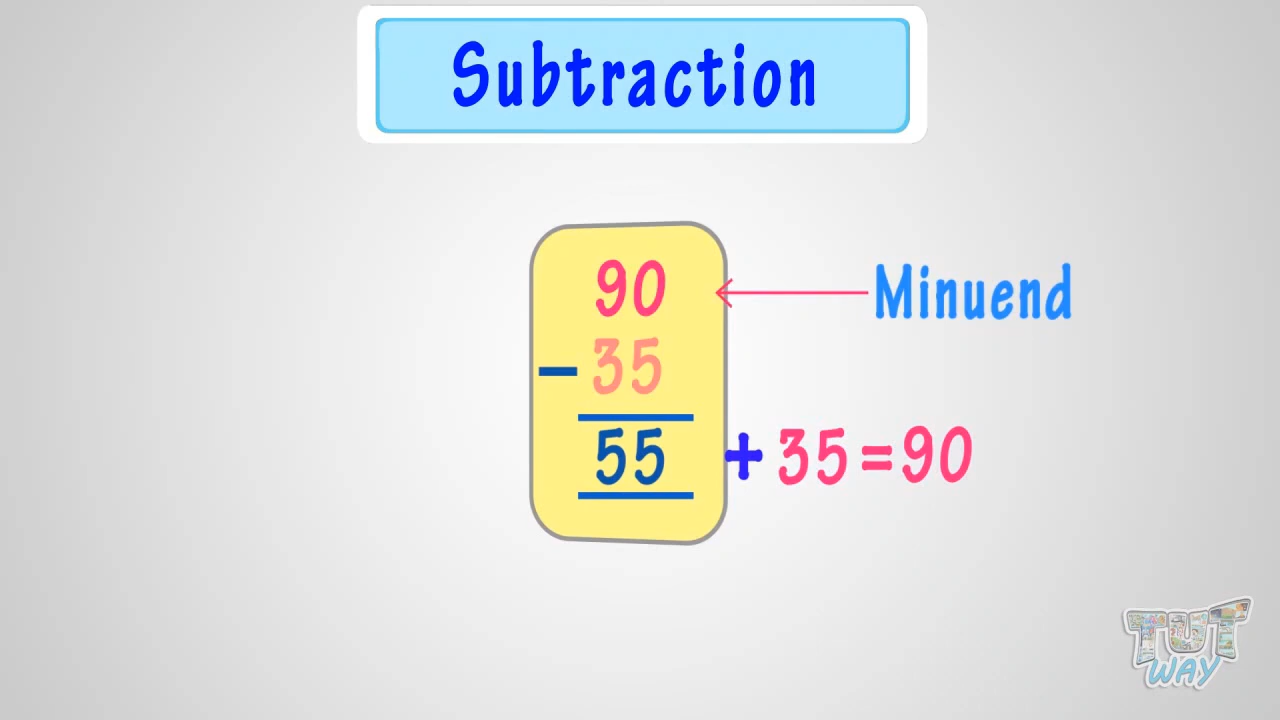 Subtraction
90
Minuend
− 35
55 + 35 = 90
TUT
WAY